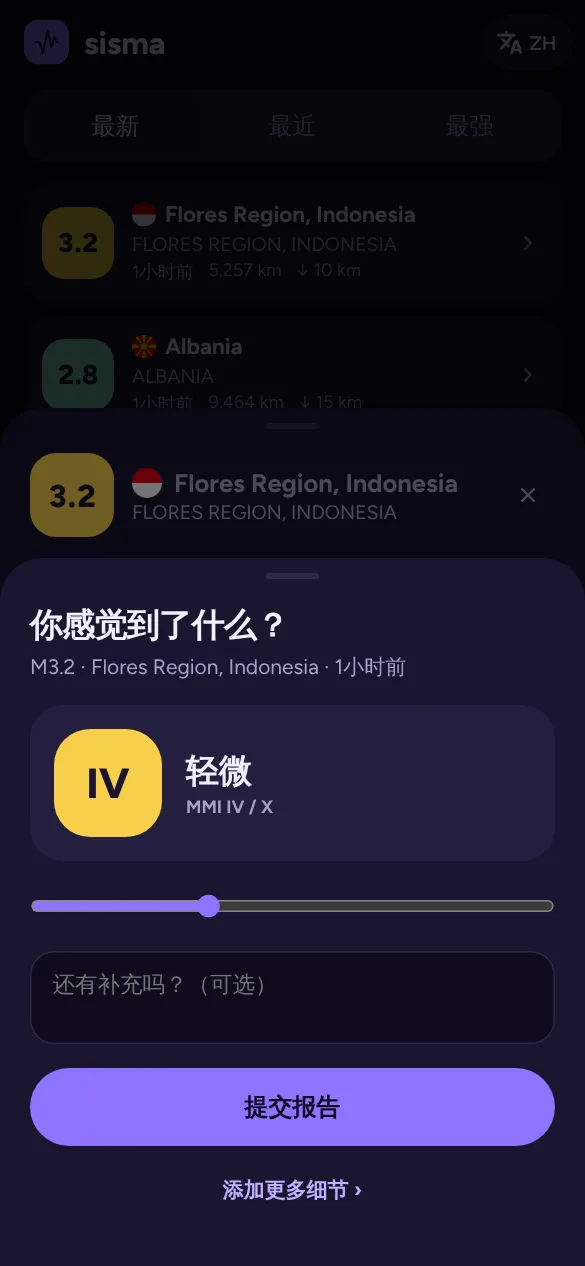 sisma
ZH
最新 最近 最强
3.2
Flores Region, Indonesia
FLORES REGION, INDONESIA
1小时前 5,257 km ↓ 10 km
2.8
Albania
ALBANIA
1小时前 9,464 km ↓ 15 km
3.2
Flores Region, Indonesia
FLORES REGION, INDONESIA
你感觉到了什么？
M3.2 · Flores Region, Indonesia · 1小时前
IV
轻微
MMI IV / X
还有补充吗？（可选）
提交报告
添加更多细节 ›